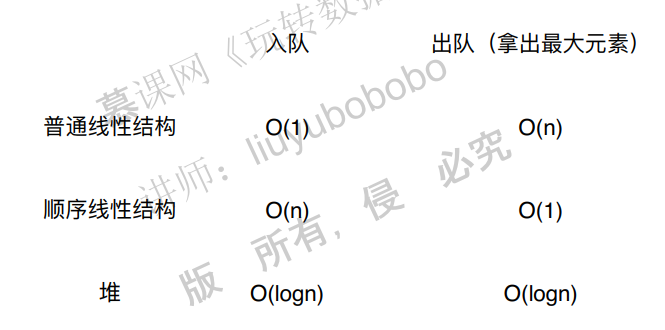 入队 出队（拿出最大元素）
普通线性结构 O(1) O(n)
顺序线性结构 O(n) O(1)
堆 O(logn) O(logn)
慕课网《玩转数据
讲师：liuyubobobo
版 所有，侵 必究